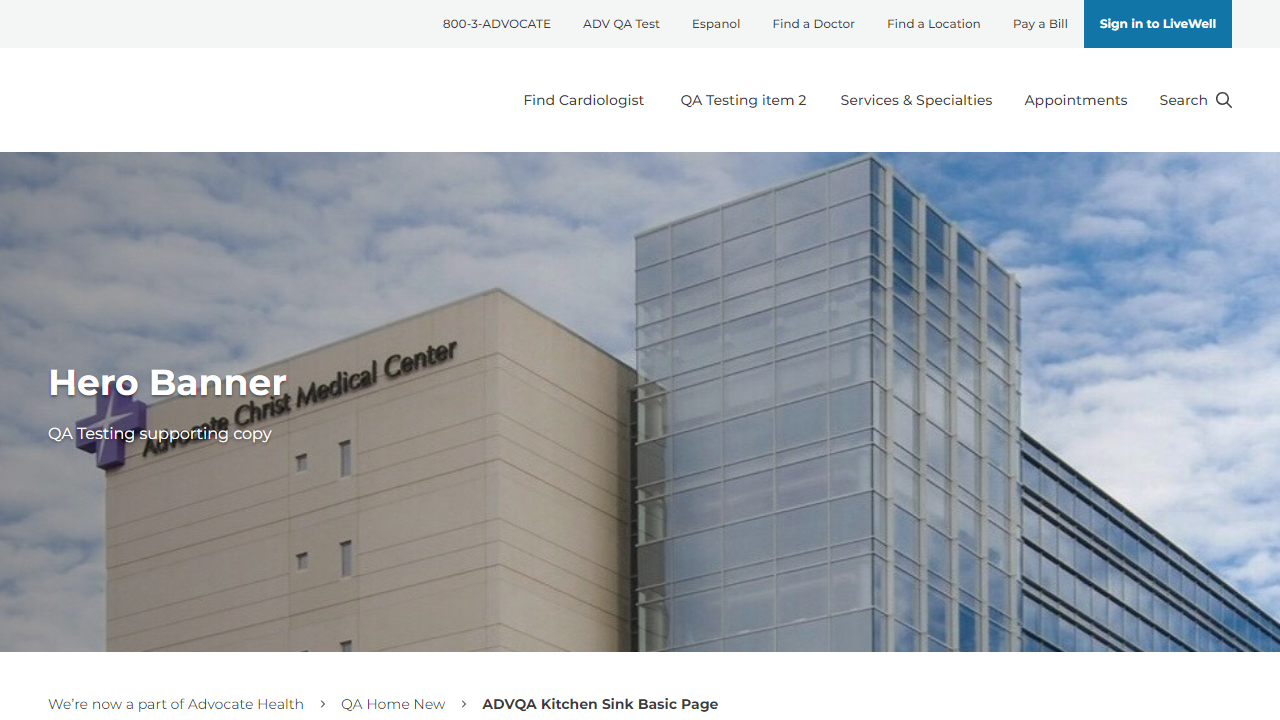 800-3-ADVOCATE ADV QA Test Espanol Find a Doctor Find a Location Pay a Bill Sign in to LiveWell
Find Cardiologist QA Testing item 2 Services & Specialties Appointments Search
Advocate Christ Medical Center
Hero Banner
QA Testing supporting copy
We’re now a part of Advocate Health > QA Home New > ADVQA Kitchen Sink Basic Page